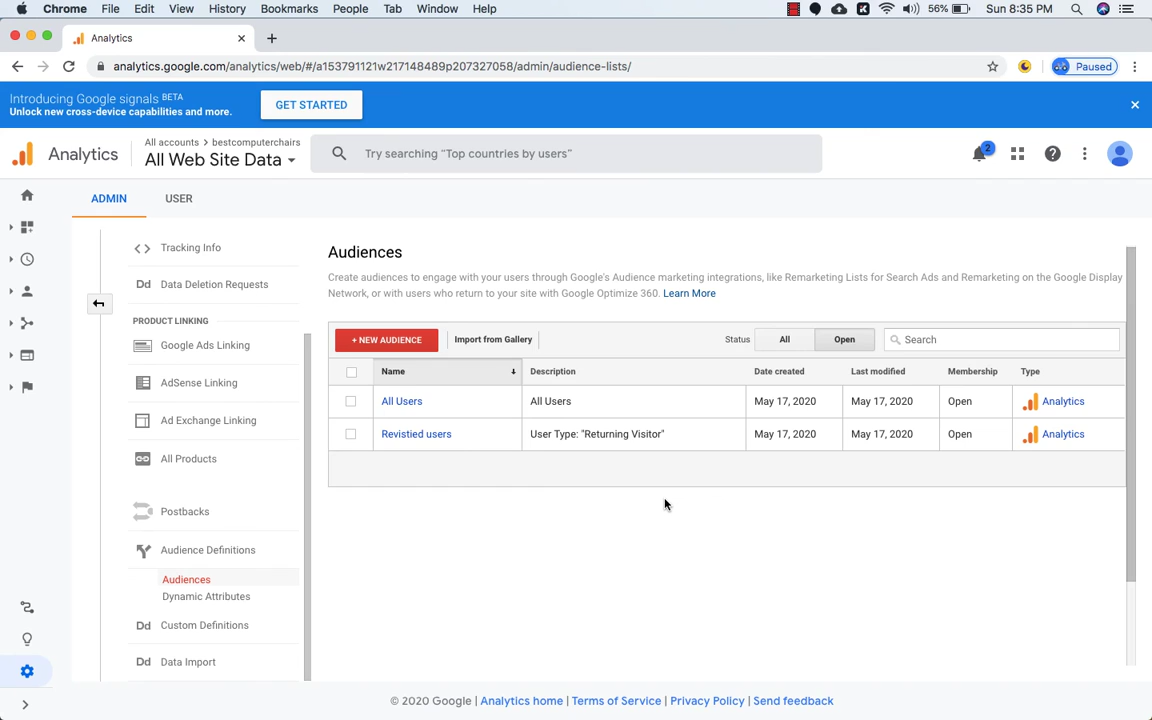 Chrome File Edit View History Bookmarks People Tab Window Help 56% Sun 8:35 PM
Analytics
analytics.google.com/analytics/web/#/a153791121w217148489p207327058/admin/audience-lists/ Paused
Introducing Google signals BETA
Unlock new cross-device capabilities and more.
GET STARTED
Analytics
All accounts > bestcomputerchairs
All Web Site Data
Try searching "Top countries by users"
2
ADMIN USER
Tracking Info
Dd Data Deletion Requests
PRODUCT LINKING
Google Ads Linking
AdSense Linking
Ad Exchange Linking
All Products
Postbacks
Audience Definitions
Audiences
Dynamic Attributes
Dd Custom Definitions
Dd Data Import
Audiences
Create audiences to engage with your users through Google's Audience marketing integrations, like Remarketing Lists for Search Ads and Remarketing on the Google Display
Network, or with users who return to your site with Google Optimize 360. Learn More
+ NEW AUDIENCE Import from Gallery Status All Open Search
Name Description Date created Last modified Membership Type
All Users All Users May 17, 2020 May 17, 2020 Open Analytics
Revistied users User Type: "Returning Visitor" May 17, 2020 May 17, 2020 Open Analytics
© 2020 Google | Analytics home | Terms of Service | Privacy Policy | Send feedback